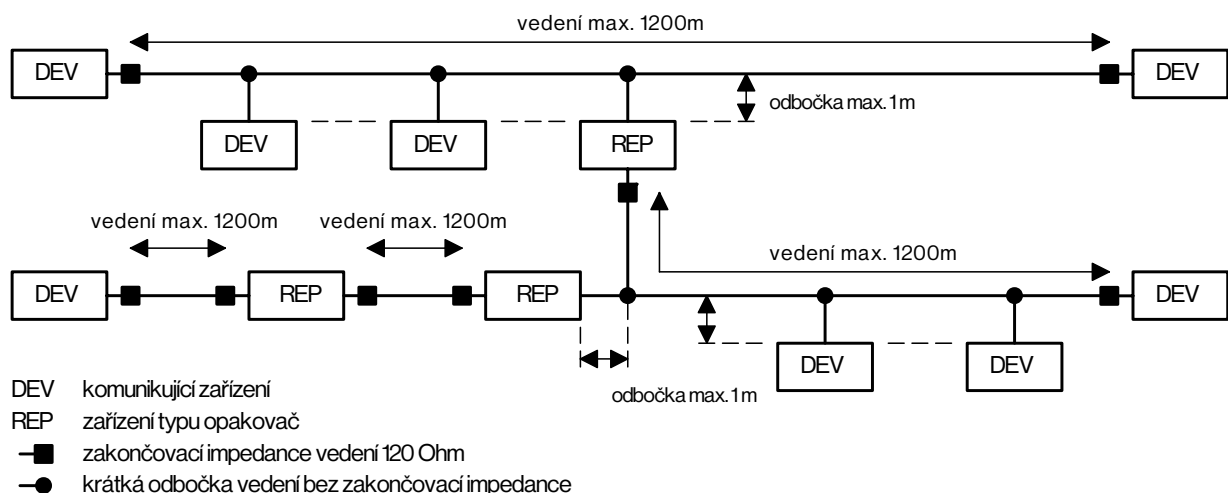 vedení max. 1200m
DEV
DEV
odbočka max. 1m
DEV
DEV
REP
vedení max. 1200m
vedení max. 1200m
vedení max. 1200m
DEV
REP
REP
DEV
DEV
DEV
odbočka max. 1m
DEV komunikující zařízení
REP zařízení typu opakovač
zakončovací impedance vedení 120 Ohm
krátká odbočka vedení bez zakončovací impedance